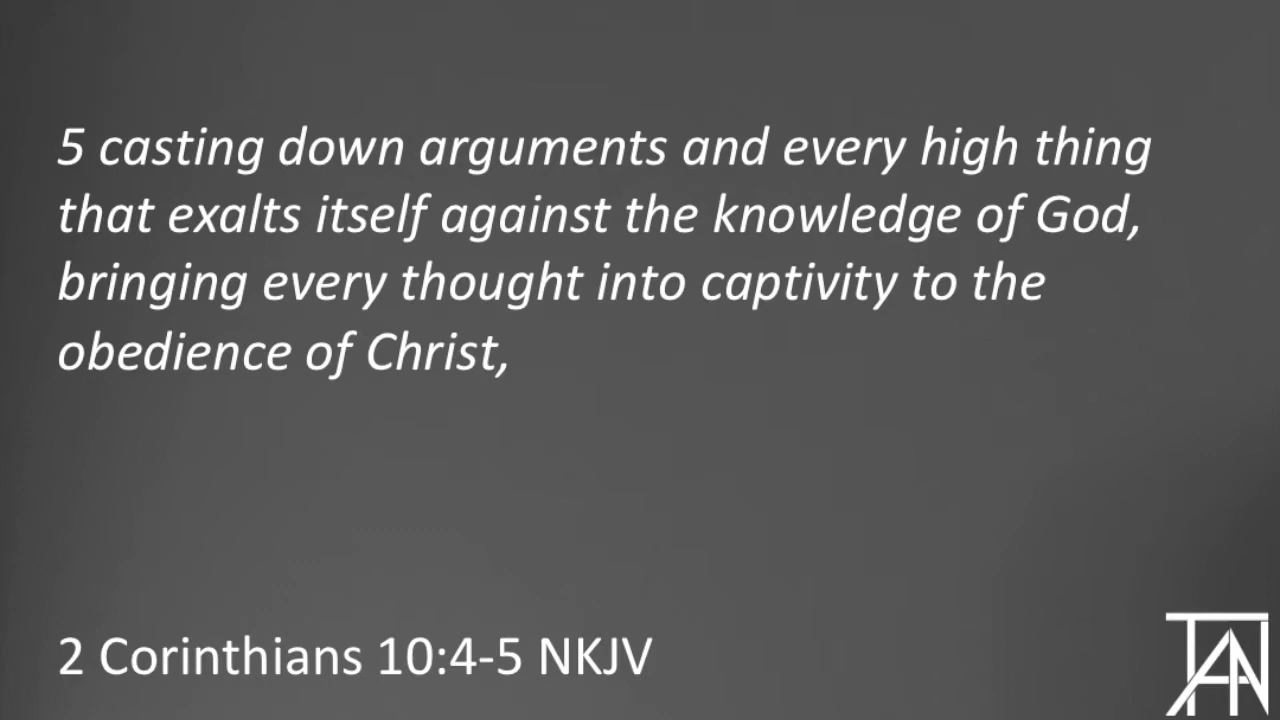 5 casting down arguments and every high thing
that exalts itself against the knowledge of God,
bringing every thought into captivity to the
obedience of Christ,
2 Corinthians 10:4-5 NKJV
TAN